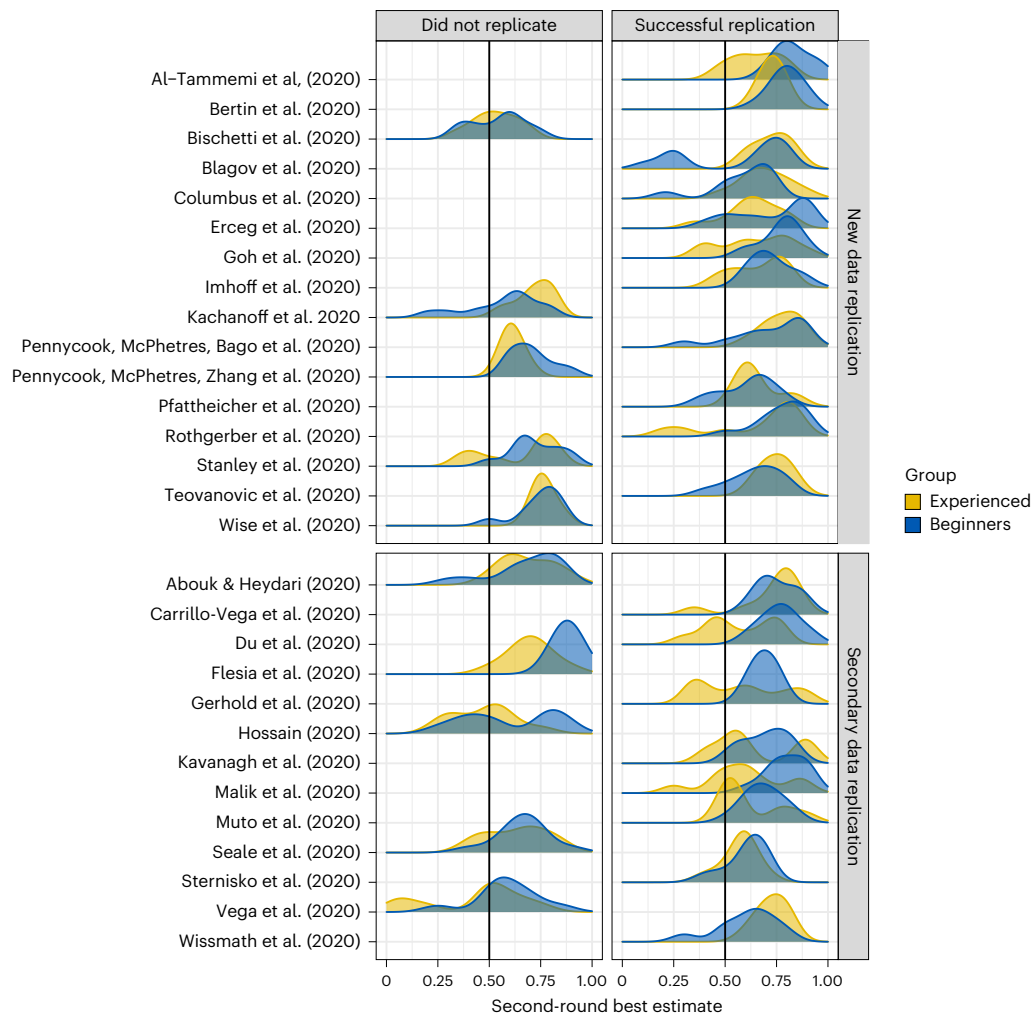 Did not replicate
Successful replication
Al–Tammemi et al, (2020)
Bertin et al. (2020)
Bischetti et al. (2020)
Blagov et al. (2020)
Columbus et al. (2020)
Erceg et al. (2020)
Goh et al. (2020)
Imhoff et al. (2020)
Kachanoff et al. 2020
Pennycook, McPhetres, Bago et al. (2020)
Pennycook, McPhetres, Zhang et al. (2020)
Pfattheicher et al. (2020)
Rothgerber et al. (2020)
Stanley et al. (2020)
Teovanovic et al. (2020)
Wise et al. (2020)
New data replication
Abouk & Heydari (2020)
Carrillo-Vega et al. (2020)
Du et al. (2020)
Flesia et al. (2020)
Gerhold et al. (2020)
Hossain (2020)
Kavanagh et al. (2020)
Malik et al. (2020)
Muto et al. (2020)
Seale et al. (2020)
Sternisko et al. (2020)
Vega et al. (2020)
Wissmath et al. (2020)
Secondary data replication
0 0.25 0.50 0.75 1.00
0 0.25 0.50 0.75 1.00
Second-round best estimate
Group
Experienced
Beginners